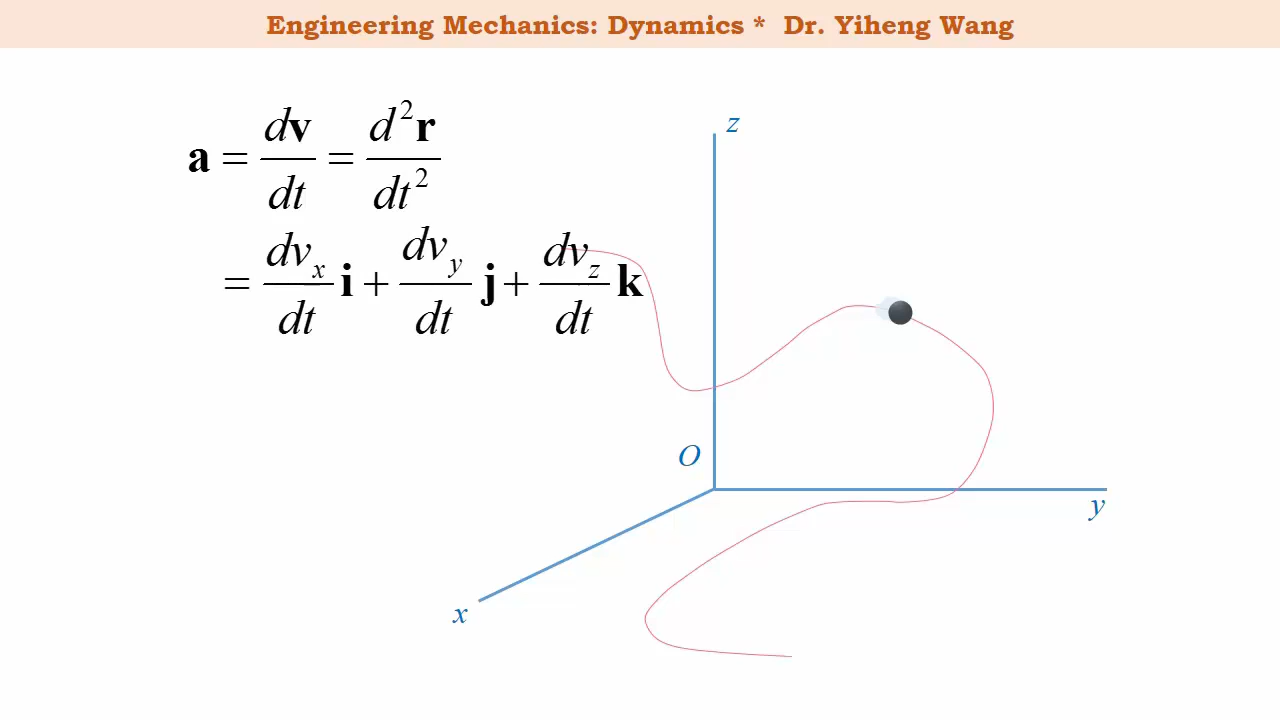 Engineering Mechanics: Dynamics * Dr. Yiheng Wang
a = dv/dt = d²r/dt²
= dv_x/dt i + dv_y/dt j + dv_z/dt k
z
O
y
x